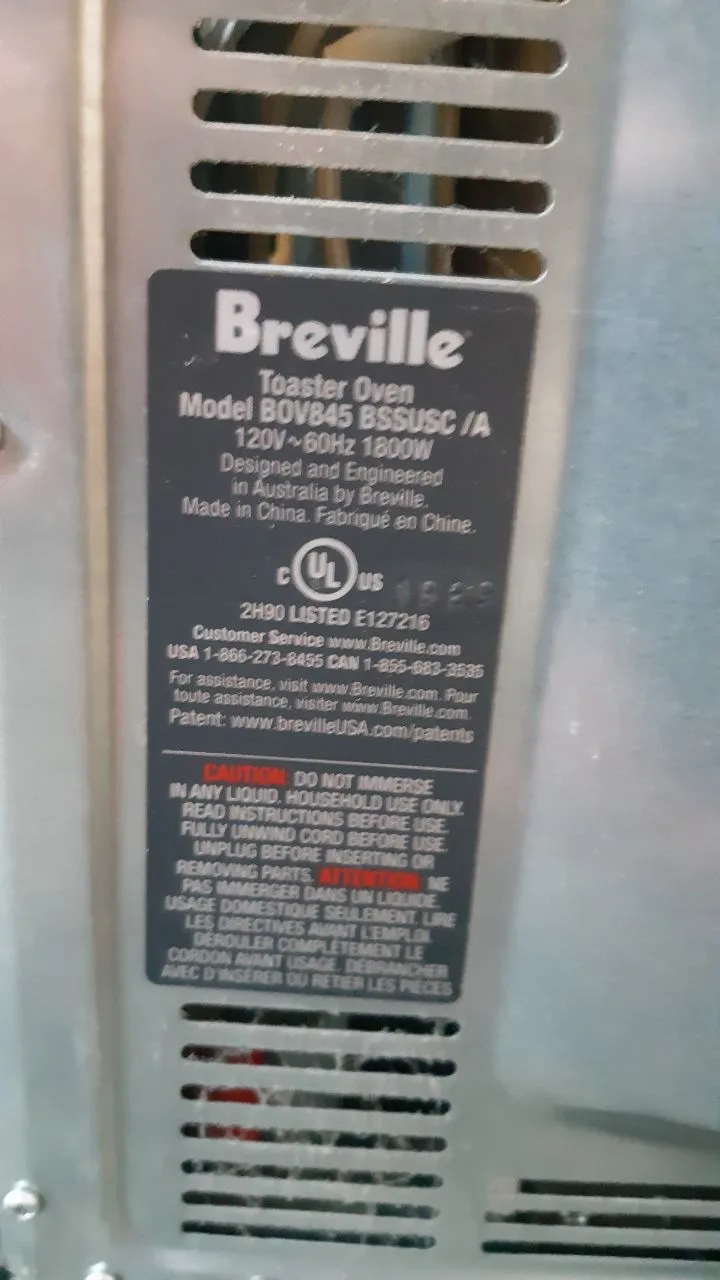 Breville
Toaster Oven
Model BOV845 BSSUSC /A
120V~60Hz 1800W
Designed and Engineered
in Australia by Breville.
Made in China. Fabriqué en Chine.
C UL US
2H90 LISTED E127216
Customer Service www.Breville.com
USA 1-866-273-8455 CAN 1-855-683-3535
For assistance, visit www.Breville.com. Pour
toute assistance, visiter www.Breville.com.
Patent: www.brevilleUSA.com/patents
CAUTION: DO NOT IMMERSE
IN ANY LIQUID. HOUSEHOLD USE ONLY.
READ INSTRUCTIONS BEFORE USE.
FULLY UNWIND CORD BEFORE USE.
UNPLUG BEFORE INSERTING OR
REMOVING PARTS. ATTENTION: NE
PAS IMMERGER DANS UN LIQUIDE.
USAGE DOMESTIQUE SEULEMENT. LIRE
LES DIRECTIVES AVANT L'EMPLOI.
DÉROULER COMPLÈTEMENT LE
CORDON AVANT USAGE. DÉBRANCHER
AVEC D'INSÉRER OU RETIER LES PIÈCES